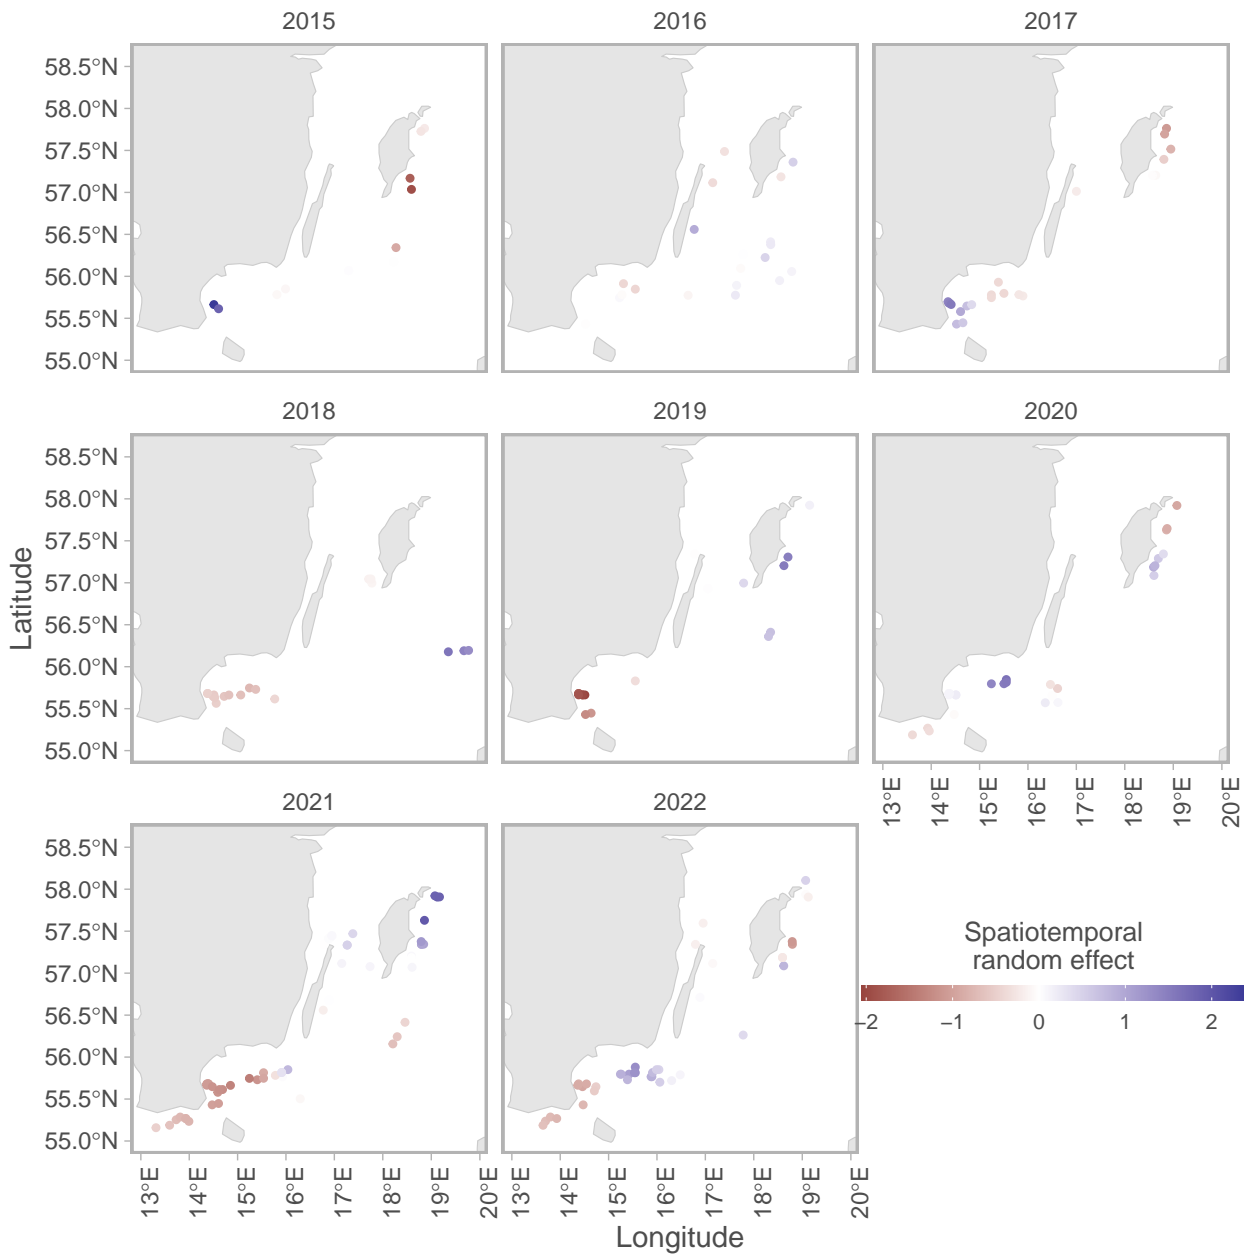 2015
2016
2017
58.5°N
58.0°N
57.5°N
57.0°N
56.5°N
56.0°N
55.5°N
55.0°N
2018
2019
2020
58.5°N
58.0°N
57.5°N
57.0°N
56.5°N
56.0°N
55.5°N
55.0°N
Latitude
13°E
14°E
15°E
16°E
17°E
18°E
19°E
20°E
2021
2022
58.5°N
58.0°N
57.5°N
57.0°N
56.5°N
56.0°N
55.5°N
55.0°N
Spatiotemporal
random effect
−2 −1 0 1 2
13°E
14°E
15°E
16°E
17°E
18°E
19°E
20°E
13°E
14°E
15°E
16°E
17°E
18°E
19°E
20°E
Longitude